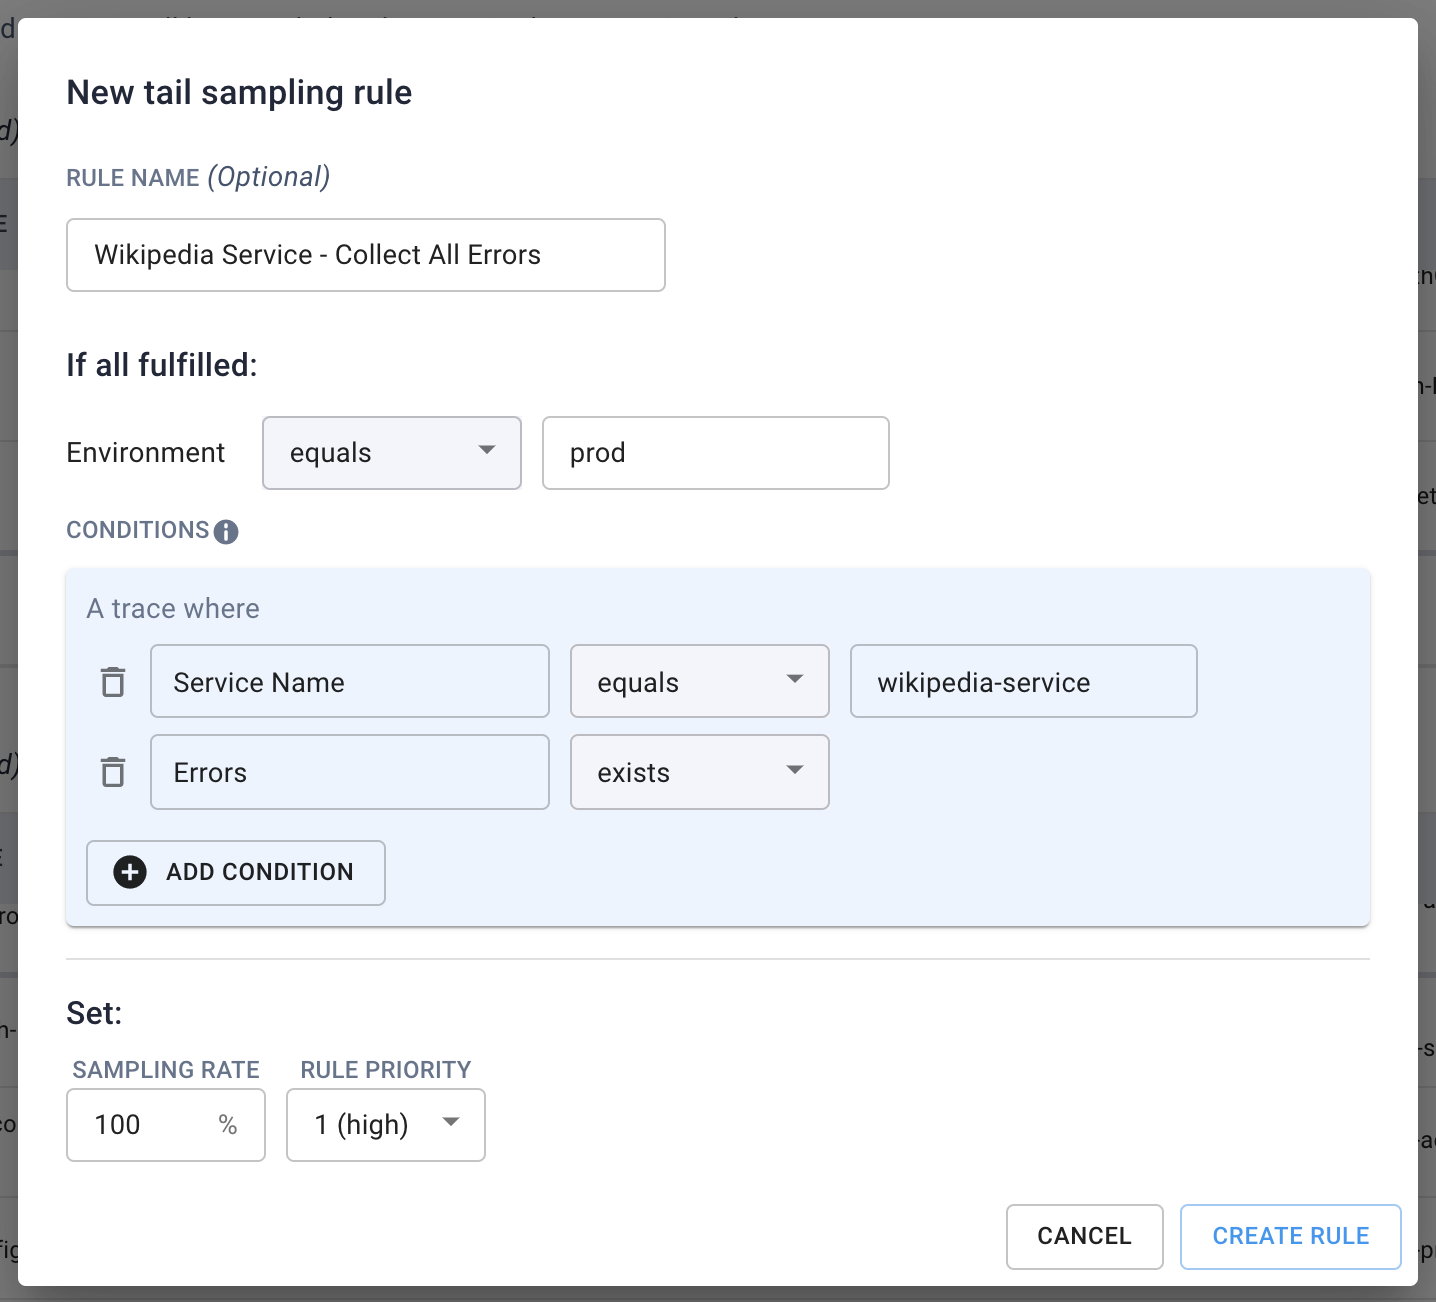 New tail sampling rule
RULE NAME (Optional)
Wikipedia Service - Collect All Errors
If all fulfilled:
Environment equals prod
CONDITIONS
A trace where
Service Name equals wikipedia-service
Errors exists
ADD CONDITION
Set:
SAMPLING RATE RULE PRIORITY
100 % 1 (high)
CANCEL CREATE RULE